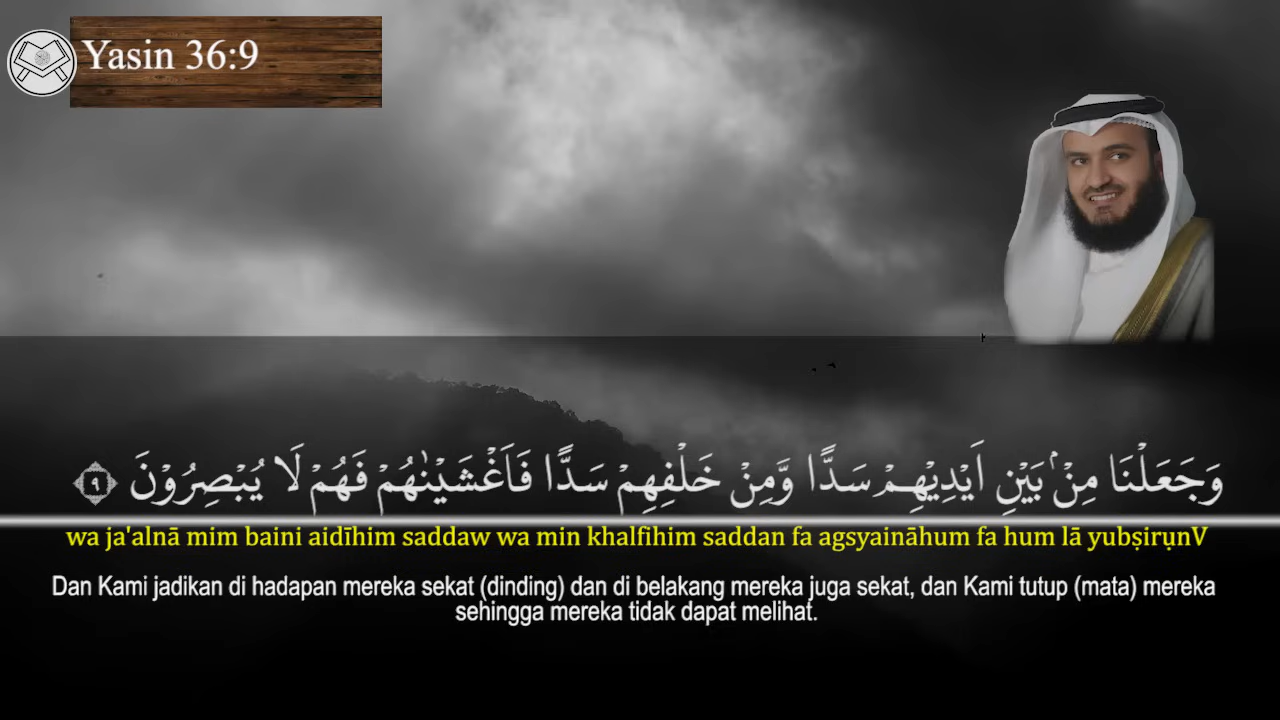 Yasin 36:9
وَجَعَلْنَا مِنْۢ بَيْنِ اَيْدِيْهِمْ سَدًّا وَّمِنْ خَلْفِهِمْ سَدًّا فَاَغْشَيْنٰهُمْ فَهُمْ لَا يُبْصِرُوْنَ ٩
wa ja'alnā mim baini aidīhim saddaw wa min khalfihim saddan fa agsyaināhum fa hum lā yubṣirụnV
Dan Kami jadikan di hadapan mereka sekat (dinding) dan di belakang mereka juga sekat, dan Kami tutup (mata) mereka
sehingga mereka tidak dapat melihat.